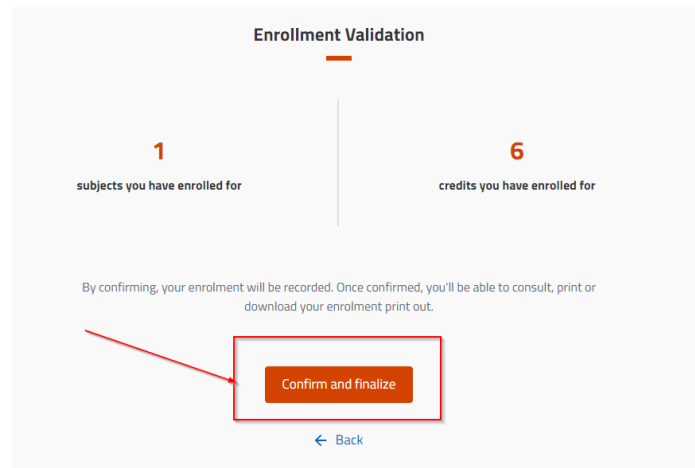 Enrollment Validation
1
subjects you have enrolled for
6
credits you have enrolled for
By confirming, your enrolment will be recorded. Once confirmed, you'll be able to consult, print or
download your enrolment print out.
Confirm and finalize
← Back